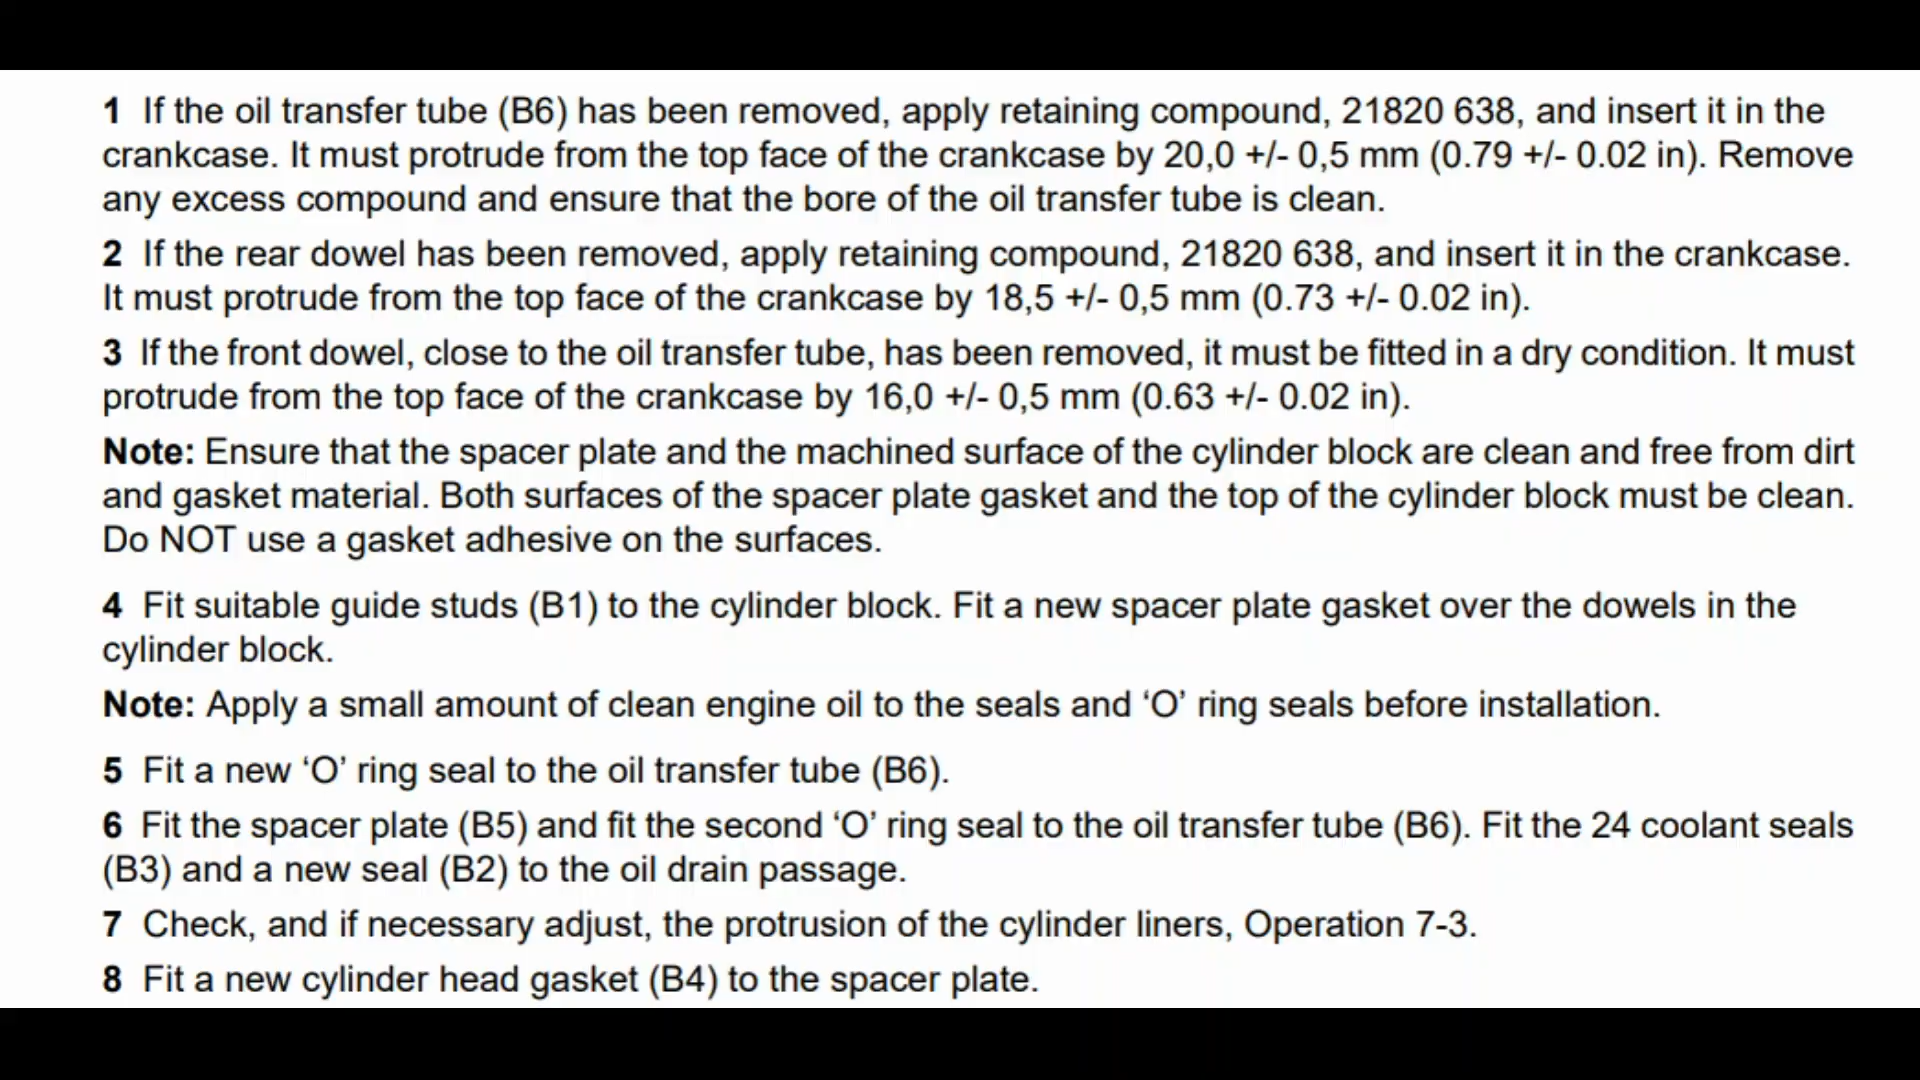 1 If the oil transfer tube (B6) has been removed, apply retaining compound, 21820 638, and insert it in the
crankcase. It must protrude from the top face of the crankcase by 20,0 +/- 0,5 mm (0.79 +/- 0.02 in). Remove
any excess compound and ensure that the bore of the oil transfer tube is clean.
2 If the rear dowel has been removed, apply retaining compound, 21820 638, and insert it in the crankcase.
It must protrude from the top face of the crankcase by 18,5 +/- 0,5 mm (0.73 +/- 0.02 in).
3 If the front dowel, close to the oil transfer tube, has been removed, it must be fitted in a dry condition. It must
protrude from the top face of the crankcase by 16,0 +/- 0,5 mm (0.63 +/- 0.02 in).
Note: Ensure that the spacer plate and the machined surface of the cylinder block are clean and free from dirt
and gasket material. Both surfaces of the spacer plate gasket and the top of the cylinder block must be clean.
Do NOT use a gasket adhesive on the surfaces.
4 Fit suitable guide studs (B1) to the cylinder block. Fit a new spacer plate gasket over the dowels in the
cylinder block.
Note: Apply a small amount of clean engine oil to the seals and ‘O’ ring seals before installation.
5 Fit a new ‘O’ ring seal to the oil transfer tube (B6).
6 Fit the spacer plate (B5) and fit the second ‘O’ ring seal to the oil transfer tube (B6). Fit the 24 coolant seals
(B3) and a new seal (B2) to the oil drain passage.
7 Check, and if necessary adjust, the protrusion of the cylinder liners, Operation 7-3.
8 Fit a new cylinder head gasket (B4) to the spacer plate.